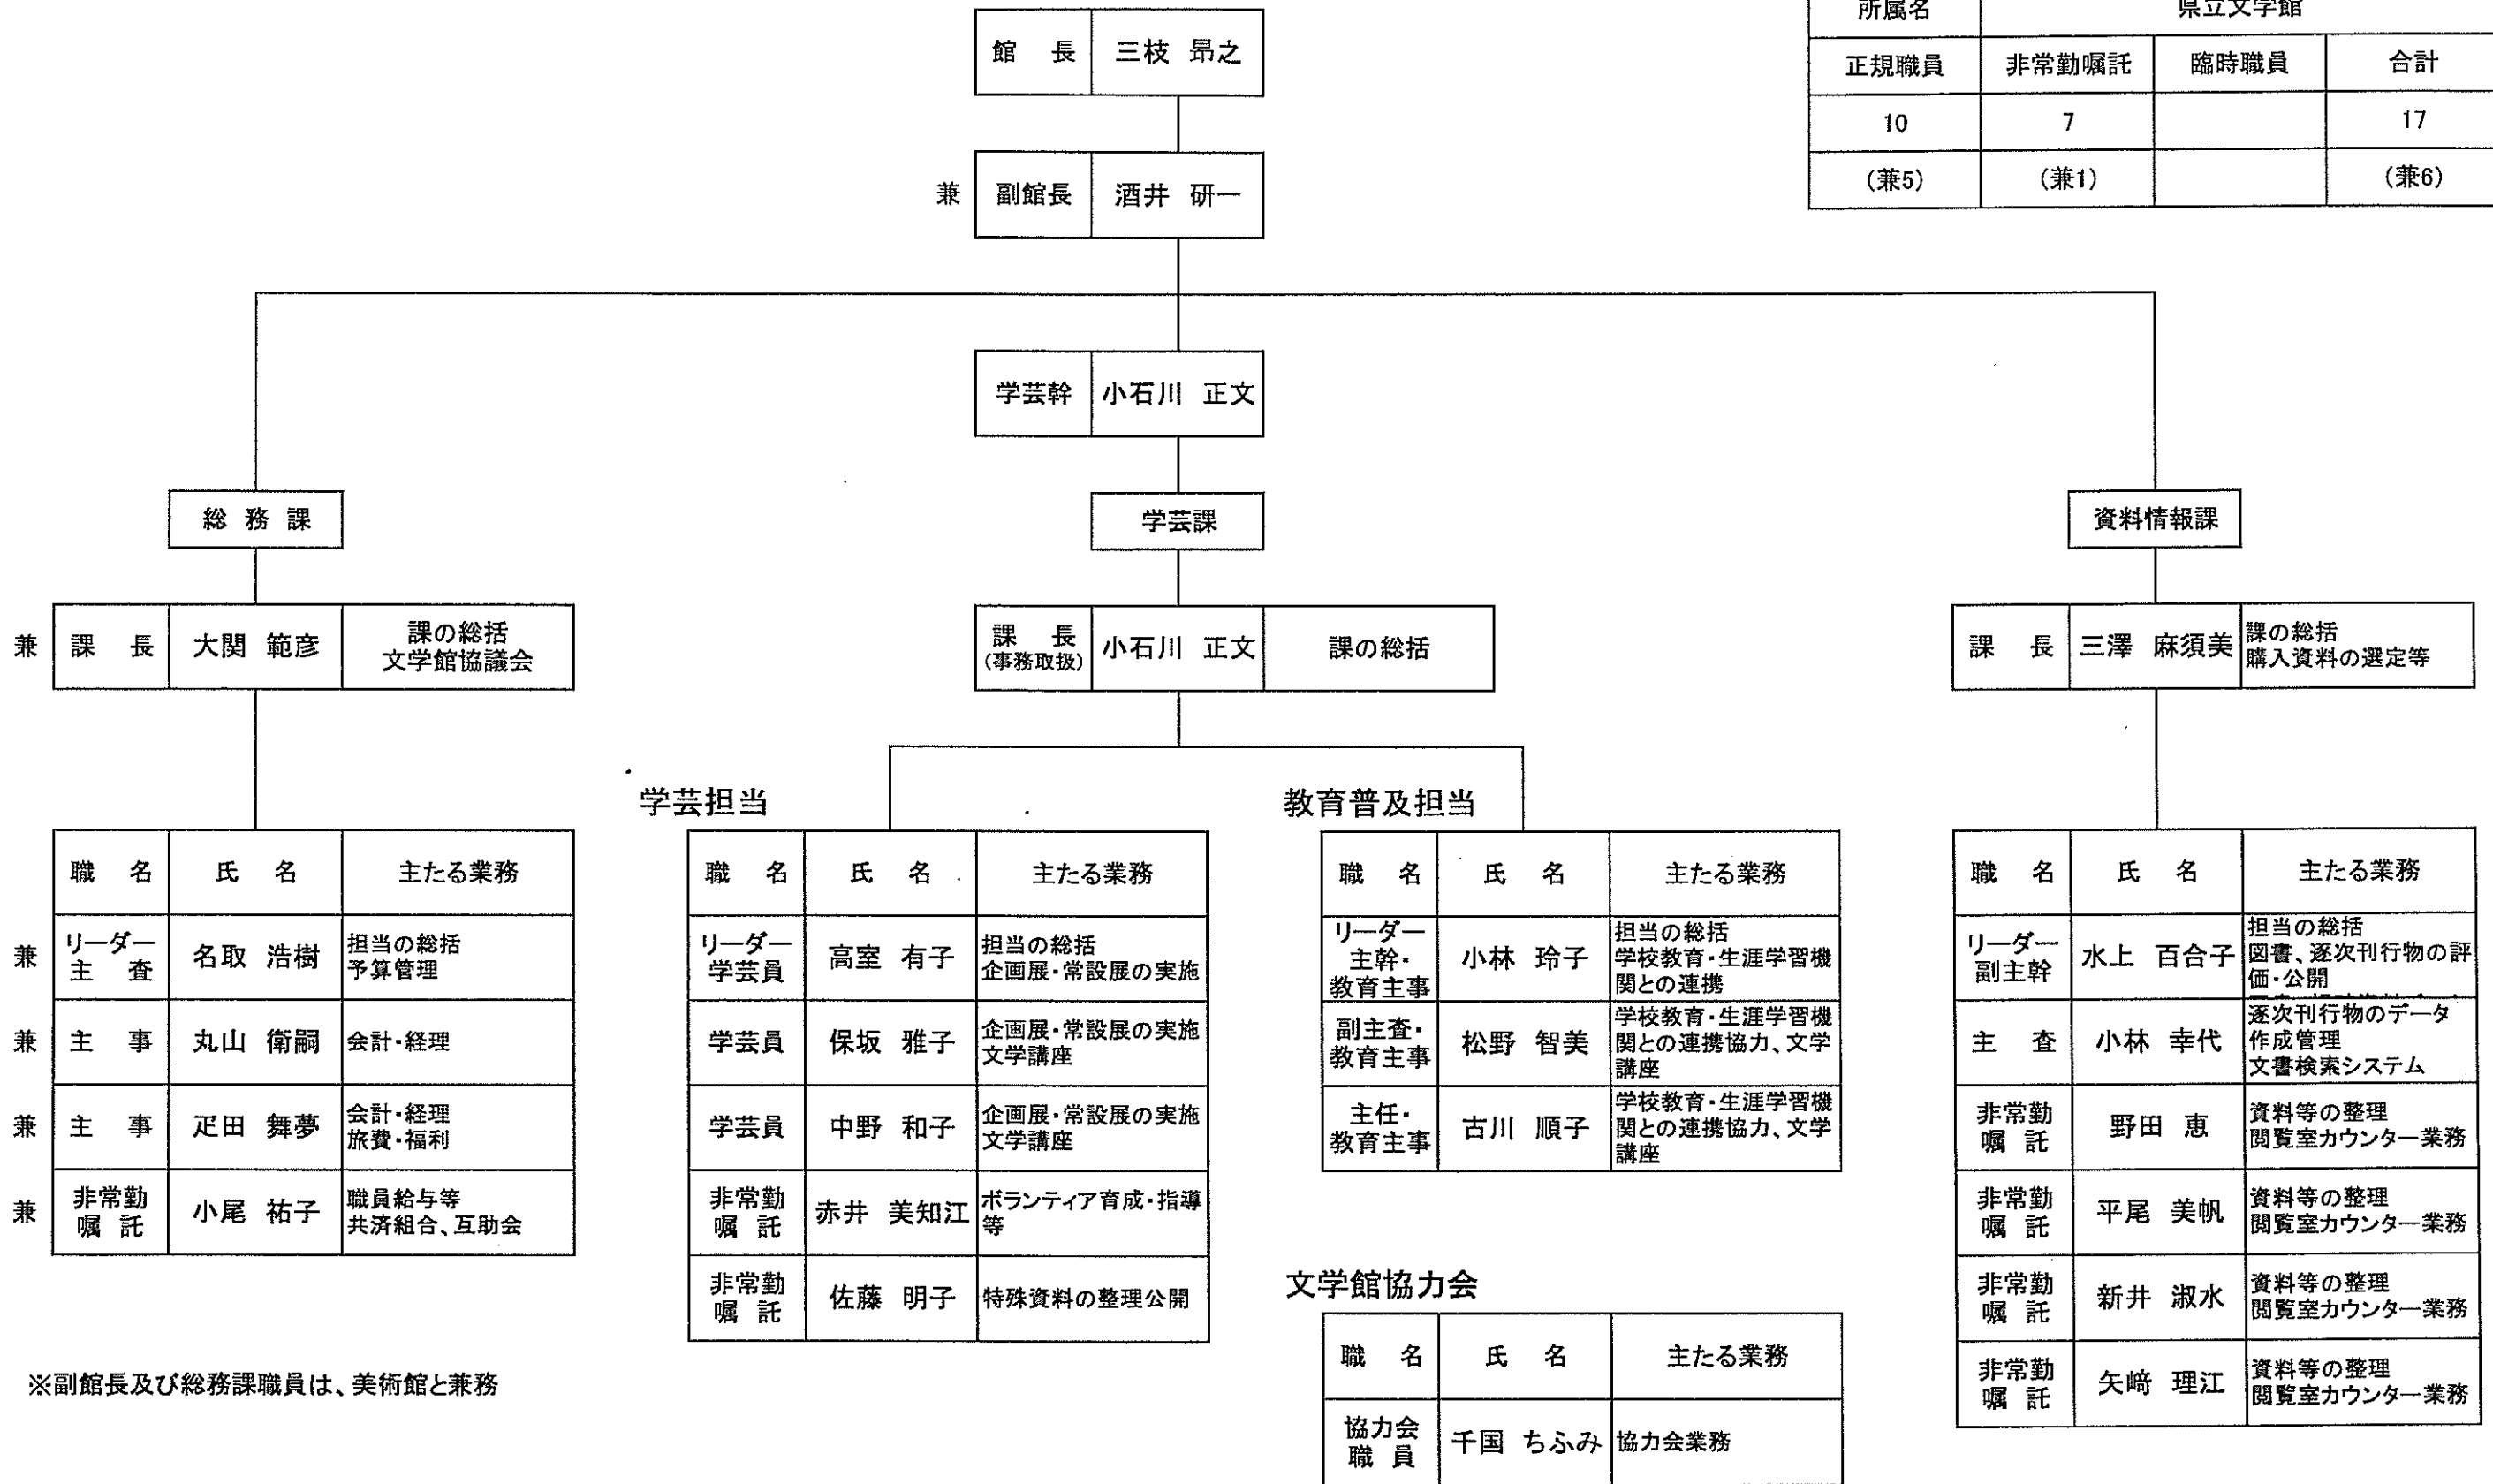 所属名 県立文学館
正規職員 非常勤嘱託 臨時職員 合計
10 7 17
(兼5) (兼1) (兼6)
館 長 三枝 昻之
兼 副館長 酒井 研一
学芸幹 小石川 正文
総 務 課
兼 課 長 大関 範彦 課の総括
文学館協議会
職 名 氏 名 主たる業務
兼 リーダー
主 査 名取 浩樹 担当の総括
予算管理
兼 主 事 丸山 衛嗣 会計・経理
兼 主 事 疋田 舞夢 会計・経理
旅費・福利
兼 非常勤
嘱 託 小尾 祐子 職員給与等
共済組合、互助会
※副館長及び総務課職員は、美術館と兼務
学芸課
課 長
(事務取扱) 小石川 正文 課の総括
学芸担当
職 名 氏 名 主たる業務
リーダー
学芸員 高室 有子 担当の総括
企画展・常設展の実施
学芸員 保坂 雅子 企画展・常設展の実施
文学講座
学芸員 中野 和子 企画展・常設展の実施
文学講座
非常勤
嘱 託 赤井 美知江 ボランティア育成・指導
等
非常勤
嘱 託 佐藤 明子 特殊資料の整理公開
教育普及担当
職 名 氏 名 主たる業務
リーダー
主幹・
教育主事 小林 玲子 担当の総括
学校教育・生涯学習機
関との連携
副主査・
教育主事 松野 智美 学校教育・生涯学習機
関との連携協力、文学
講座
主任・
教育主事 古川 順子 学校教育・生涯学習機
関との連携協力、文学
講座
文学館協力会
職 名 氏 名 主たる業務
協力会
職 員 千国 ちふみ 協力会業務
資料情報課
課 長 三澤 麻須美 課の総括
購入資料の選定等
職 名 氏 名 主たる業務
リーダー
副主幹 水上 百合子 担当の総括
図書、逐次刊行物の評
価・公開
主 査 小林 幸代 逐次刊行物のデータ
作成管理
文書検索システム
非常勤
嘱 託 野田 恵 資料等の整理
閲覧室カウンター業務
非常勤
嘱 託 平尾 美帆 資料等の整理
閲覧室カウンター業務
非常勤
嘱 託 新井 淑水 資料等の整理
閲覧室カウンター業務
非常勤
嘱 託 矢﨑 理江 資料等の整理
閲覧室カウンター業務